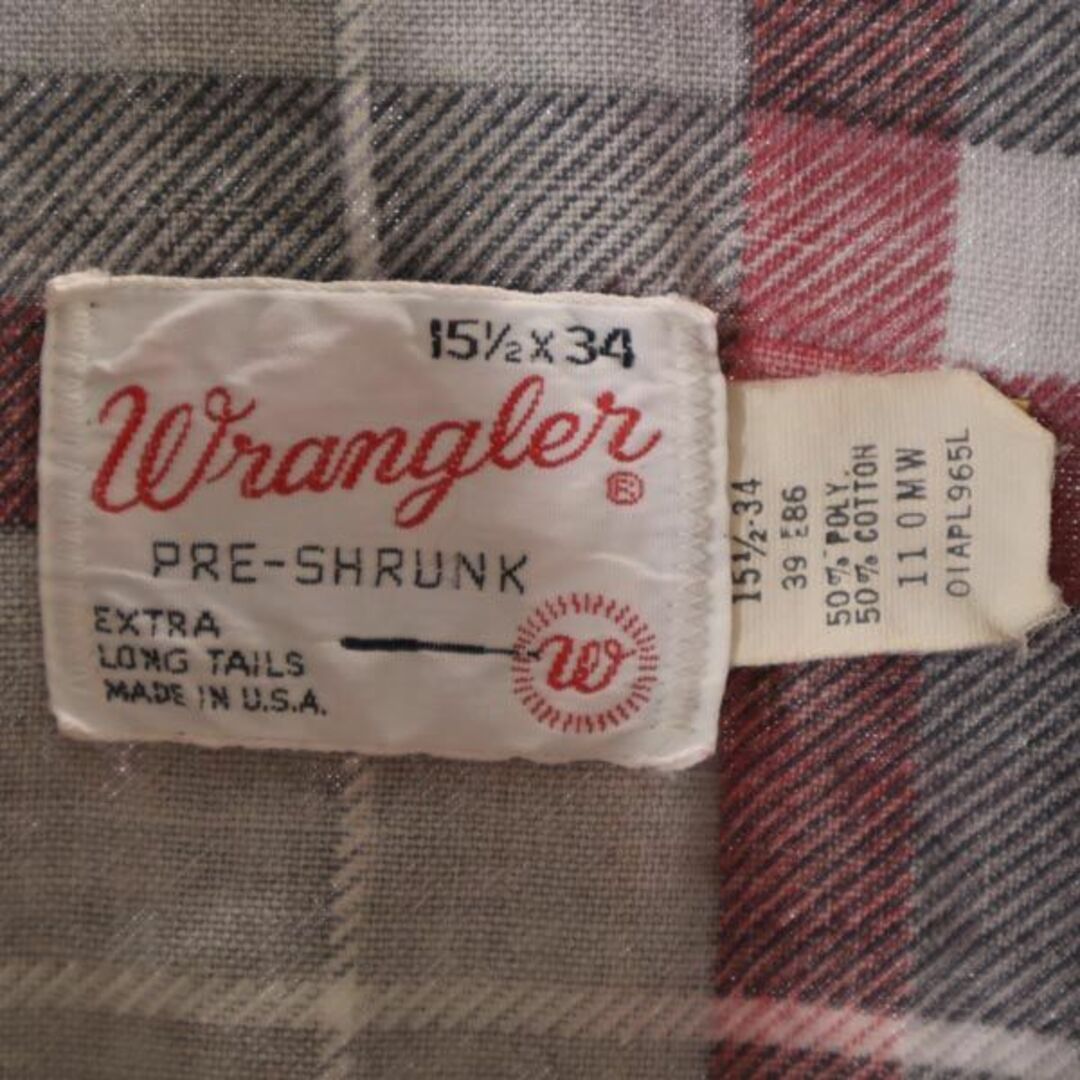 15½ X 34
Wrangler ®
PRE-SHRUNK
EXTRA
LONG TAILS
MADE IN U.S.A.
W
15½-34
39 E86
50% POLY.
50% COTTON
11 0MW
01APL965L